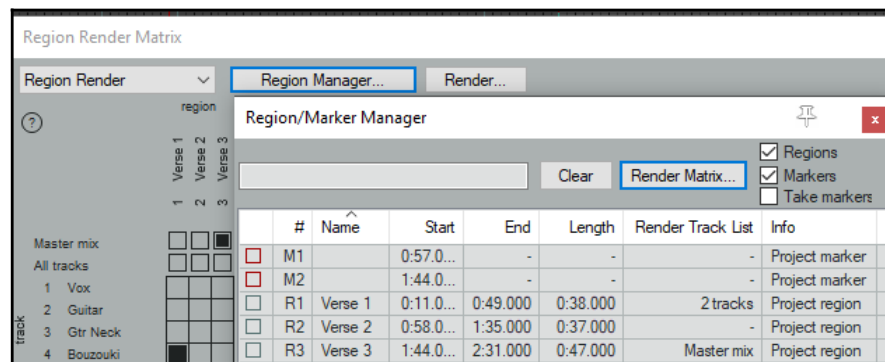 Region Render Matrix
Region Render Region Manager... Render...
region
Verse 1
Verse 2
Verse 3
1 2 3
Region/Marker Manager
Clear Render Matrix...
Regions
Markers
Take markers
# Name Start End Length Render Track List Info
M1 0:57.0... - - - Project marker
M2 1:44.0... - - - Project marker
R1 Verse 1 0:11.0... 0:49.000 0:38.000 2 tracks Project region
R2 Verse 2 0:58.0... 1:35.000 0:37.000 - Project region
R3 Verse 3 1:44.0... 2:31.000 0:47.000 Master mix Project region
Master mix
All tracks
track
1 Vox
2 Guitar
3 Gtr Neck
4 Bouzouki